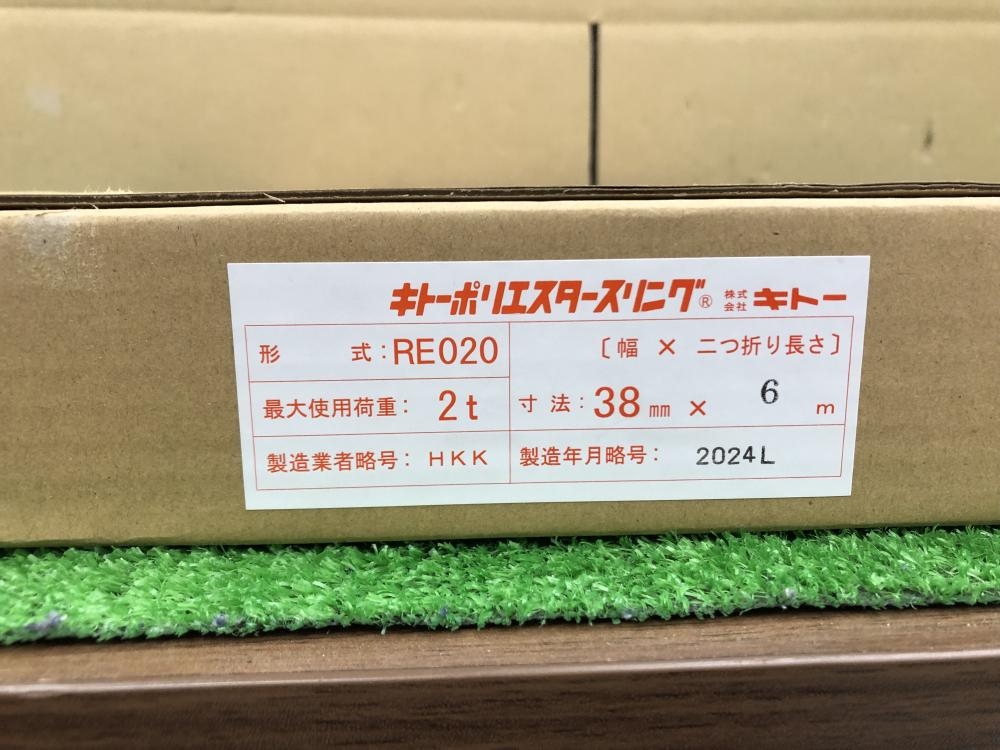 キトーポリエスタースリング® 株式会社 キトー
形 式:RE020
〔幅 × 二つ折り長さ〕
最大使用荷重: 2t
寸 法:38mm × 6 m
製造業者略号: HKK
製造年月略号: 2024L